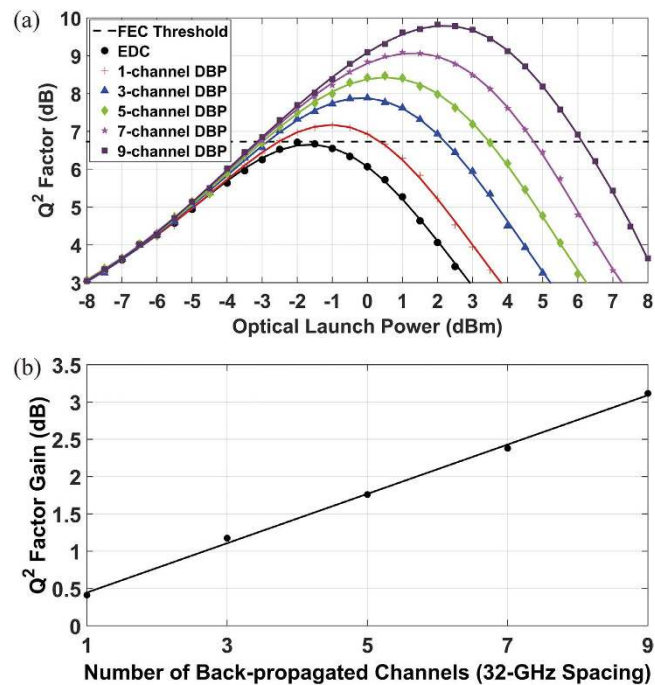 (a)
10
9
8
7
6
5
4
3
Q² Factor (dB)
FEC Threshold
EDC
1-channel DBP
3-channel DBP
5-channel DBP
7-channel DBP
9-channel DBP
-8 -7 -6 -5 -4 -3 -2 -1 0 1 2 3 4 5 6 7 8
Optical Launch Power (dBm)
(b)
3.5
3
2.5
2
1.5
1
0.5
0
Q² Factor Gain (dB)
1 3 5 7 9
Number of Back-propagated Channels (32-GHz Spacing)